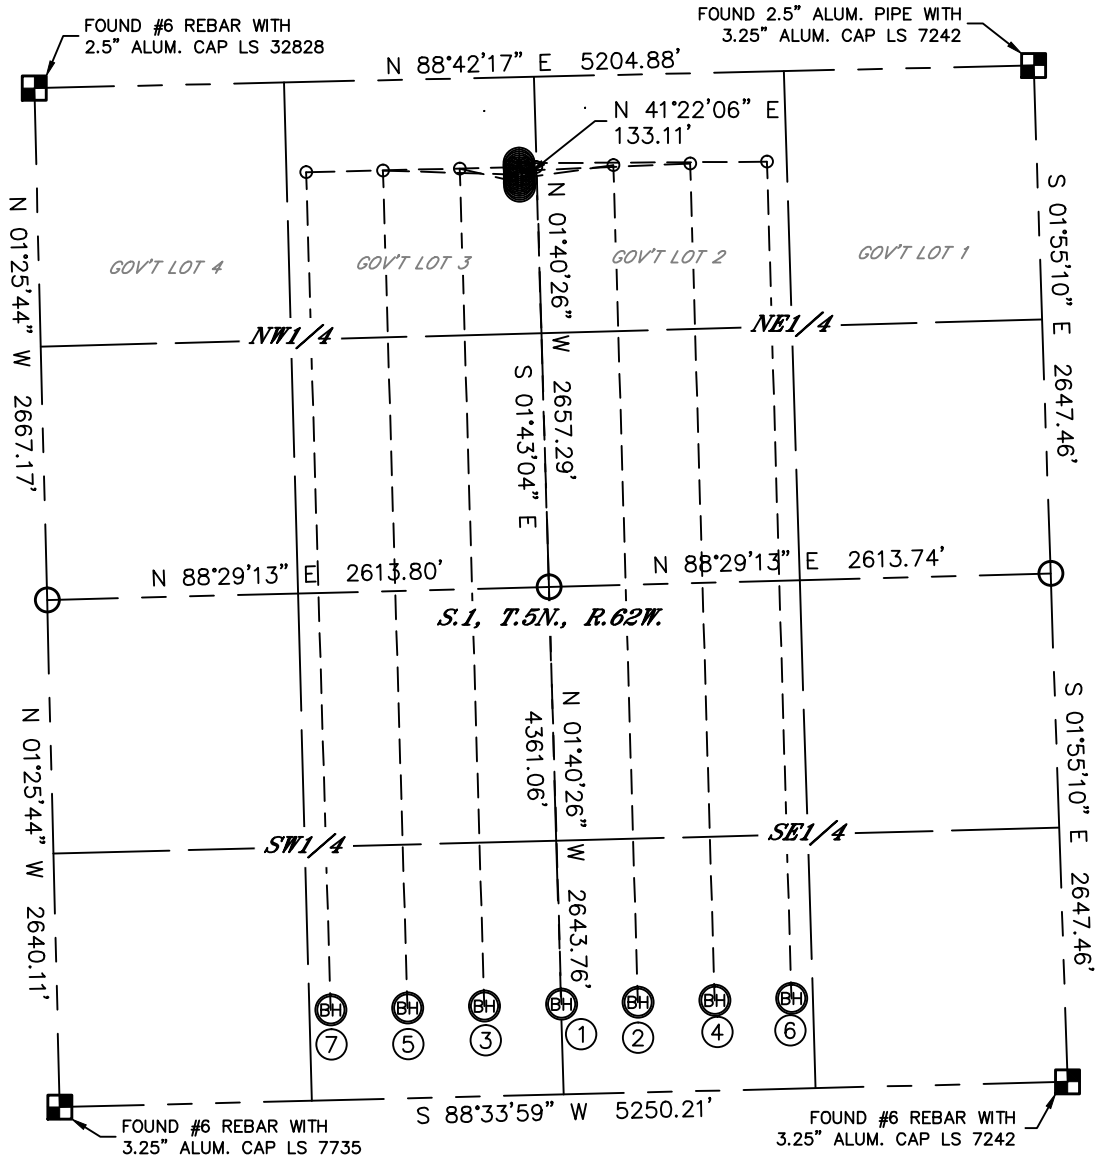 FOUND #6 REBAR WITH
2.5” ALUM. CAP LS 32828
FOUND 2.5” ALUM. PIPE WITH
3.25” ALUM. CAP LS 7242
N 88°42'17” E 5204.88'
N 41°22'06” E
133.11'
N 01°25'44” W 2667.17'
N 01°40'26” W 2657.29'
S 01°55'10” E 2647.46'
GOV'T LOT 4
GOV'T LOT 3
GOV'T LOT 2
GOV'T LOT 1
NW1/4
NE1/4
S 01°43'04” E 4361.06'
N 88°29'13” E 2613.80'
N 88°29'13” E 2613.74'
S.1, T.5N., R.62W.
N 01°25'44” W 2640.11'
N 01°40'26” W 2643.76'
S 01°55'10” E 2647.46'
SW1/4
SE1/4
BH BH BH BH BH BH BH
7 5 3 1 2 4 6
S 88°33'59” W 5250.21'
FOUND #6 REBAR WITH
3.25” ALUM. CAP LS 7735
FOUND #6 REBAR WITH
3.25” ALUM. CAP LS 7242